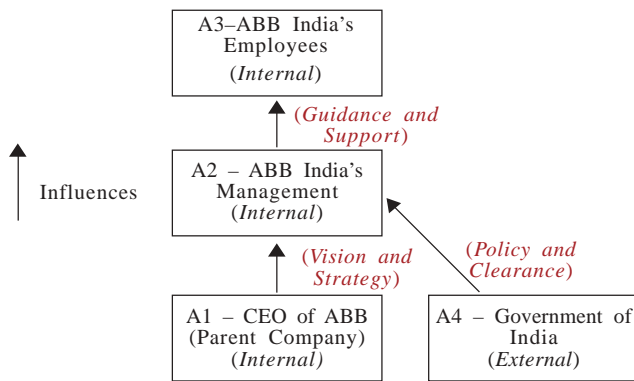 A3–ABB India's
Employees
(Internal)
(Guidance and
Support)
Influences
A2 – ABB India's
Management
(Internal)
(Vision and
Strategy)
(Policy and
Clearance)
A1 – CEO of ABB
(Parent Company)
(Internal)
A4 – Government of
India
(External)